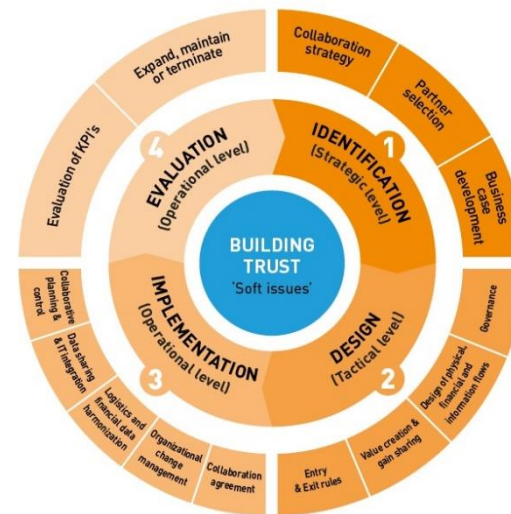 Collaboration
strategy
Partner
selection
Business
case
development
1
IDENTIFICATION
(Strategic level)
Governance
Design of physical,
financial and
information flows
Value creation &
gain sharing
Entry
& Exit rules
2
DESIGN
(Tactical level)
Collaboration
agreement
Organizational
change
management
Logistics and
financial data
harmonization
Data sharing
& IT integration
Collaborative
planning &
control
3
IMPLEMENTATION
(Operational level)
Evaluation of KPI's
Expand, maintain
or terminate
4
EVALUATION
(Operational level)
BUILDING
TRUST
'Soft issues'